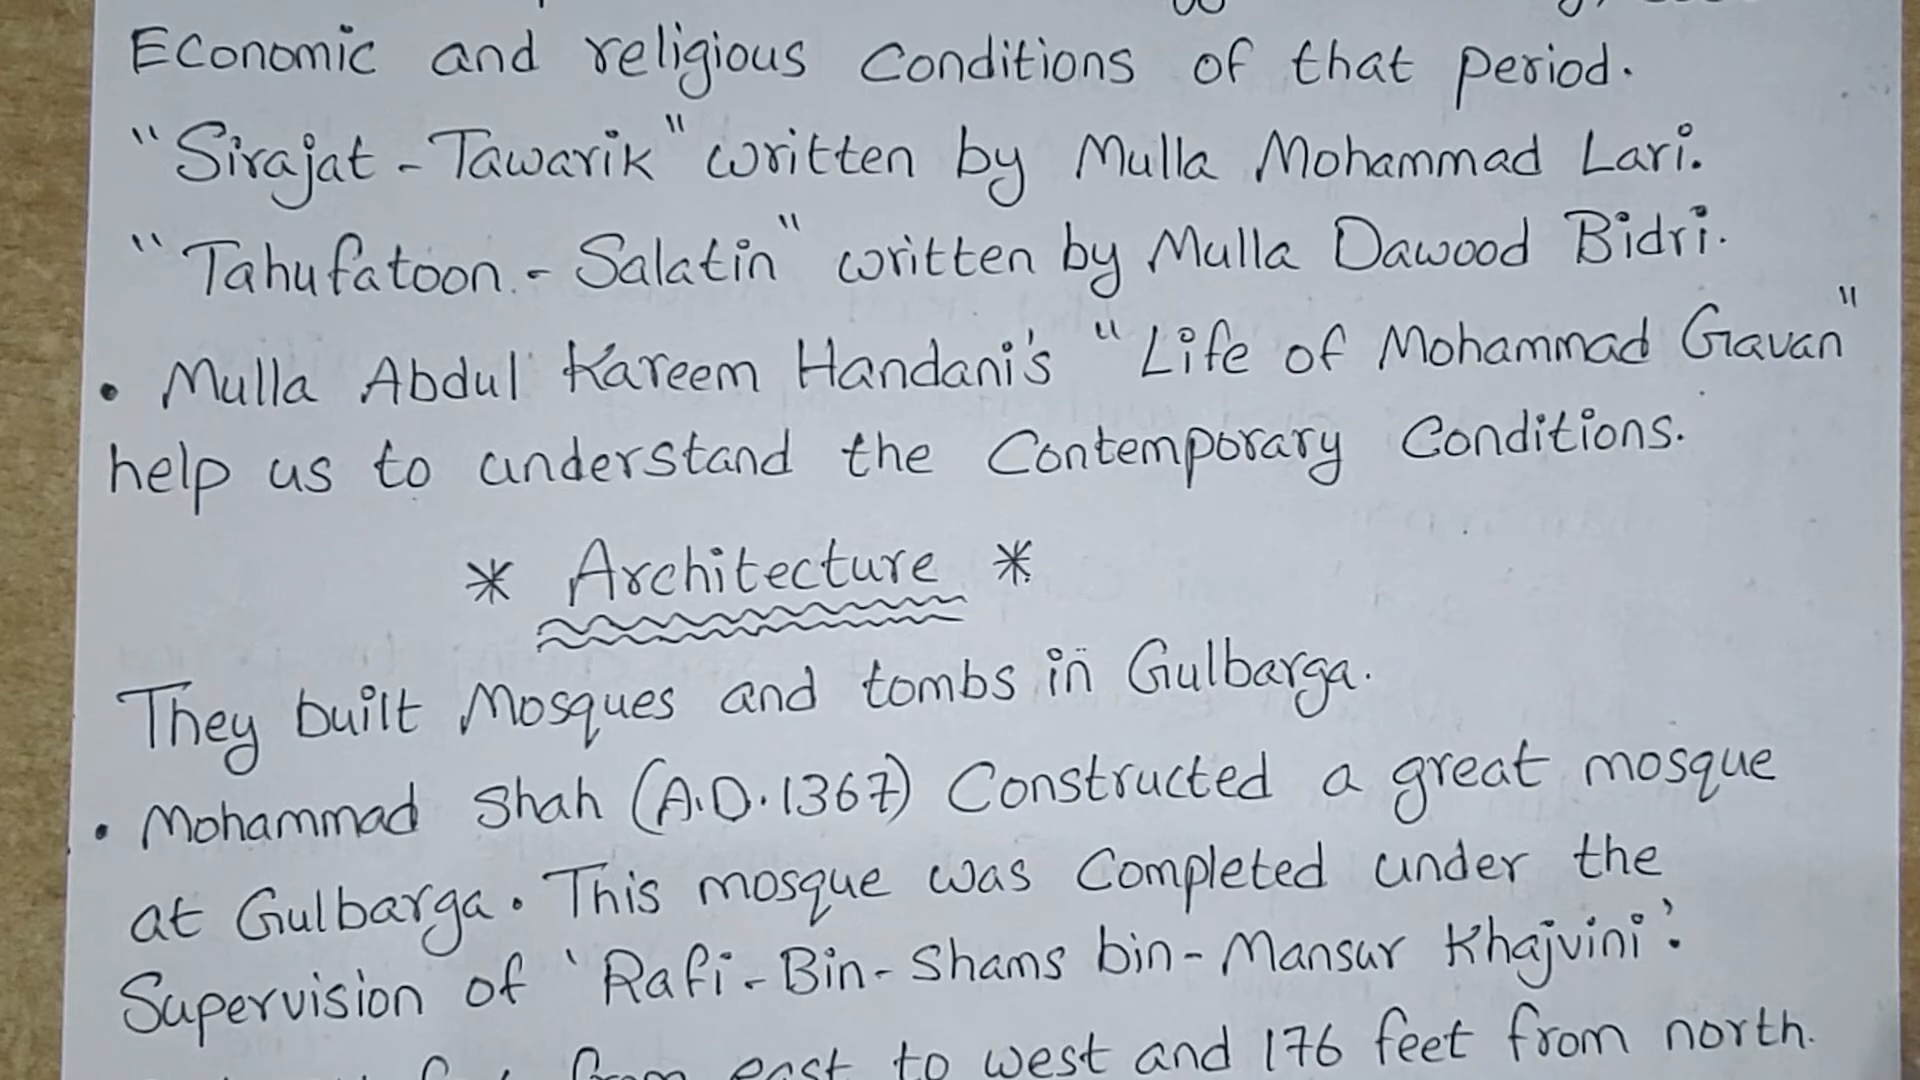 Economic and religious Conditions of that period.
"Sirajat - Tawarik" written by Mulla Mohammad Lari.
"Tahufatoon - Salatin" written by Mulla Dawood Bidri.
• Mulla Abdul Kareem Handani's "Life of Mohammad Gavan"
help us to understand the Contemporary Conditions.
* Architecture *
They built Mosques and tombs in Gulbarga.
• Mohammad Shah (A.D. 1367) Constructed a great mosque
at Gulbarga. This mosque was Completed under the
Supervision of 'Rafi - Bin - Shams bin - Mansur Khajvini'.
from east to west and 176 feet from north.